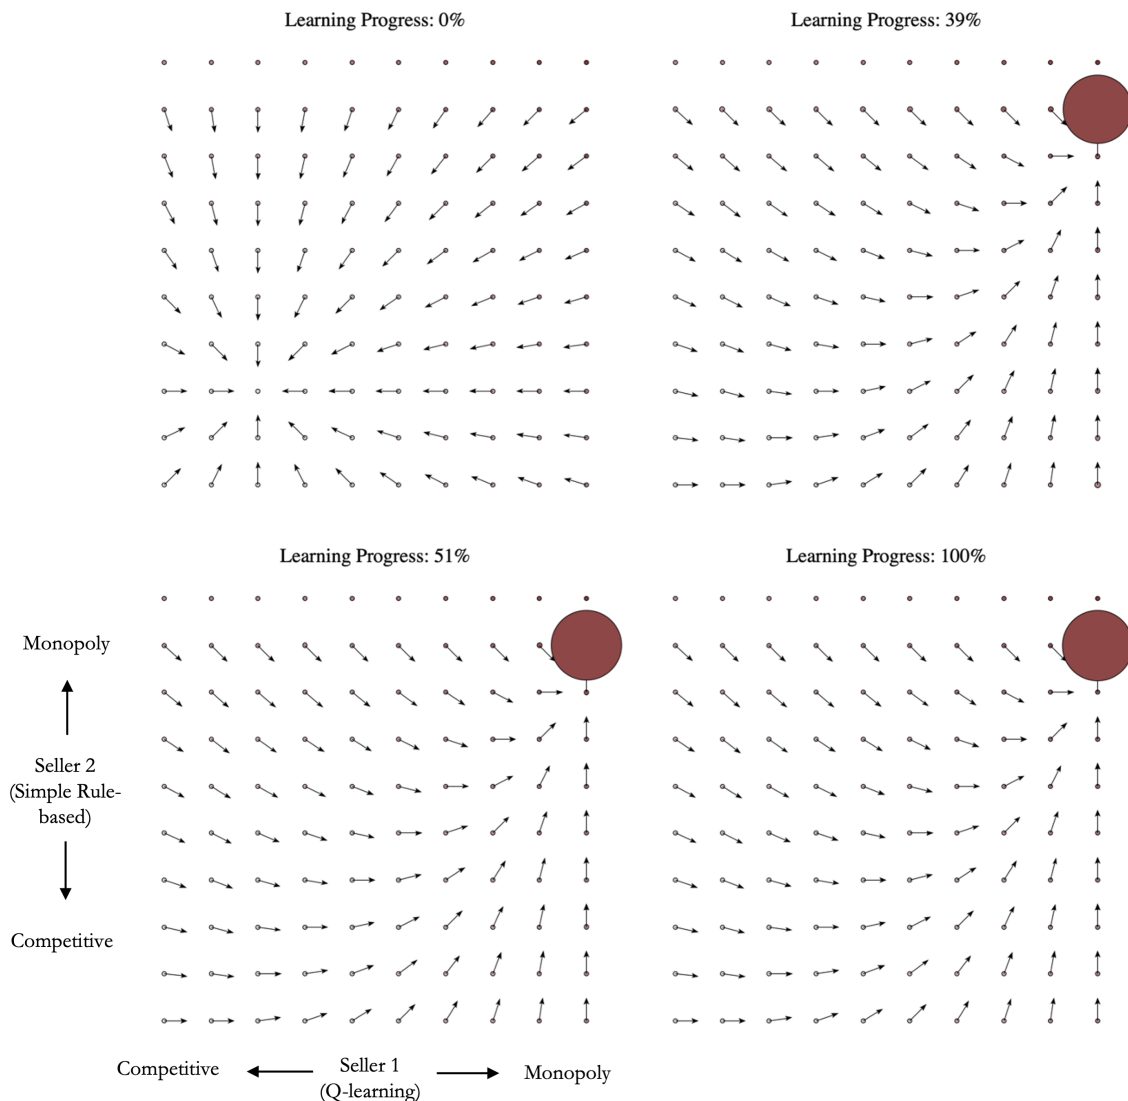 Learning Progress: 0%
Learning Progress: 39%
Learning Progress: 51%
Learning Progress: 100%
Monopoly
Seller 2
(Simple Rule-
based)
Competitive
Competitive
Seller 1
(Q-learning)
Monopoly